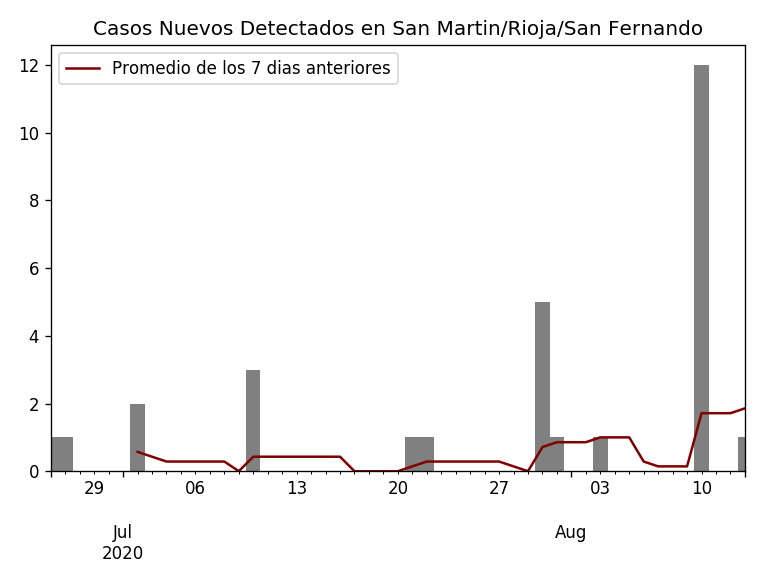 Casos Nuevos Detectados en San Martin/Rioja/San Fernando
Promedio de los 7 dias anteriores
12
10
8
6
4
2
0
29 06 13 20 27 03 10
Jul Aug
2020